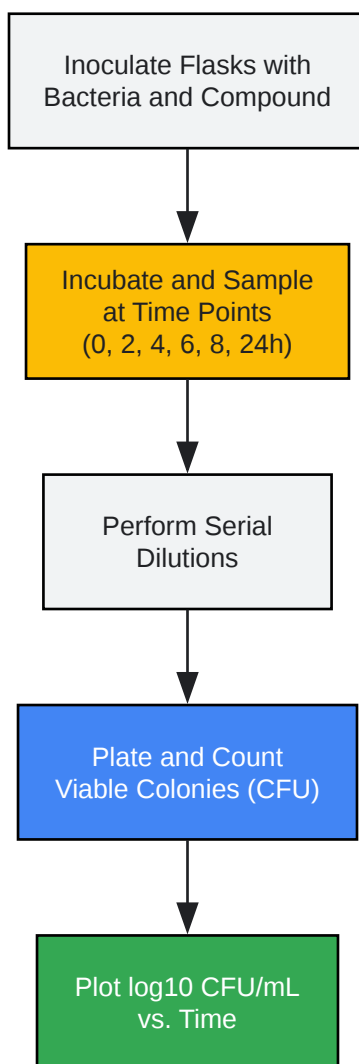 Inoculate Flasks with
Bacteria and Compound
Incubate and Sample
at Time Points
(0, 2, 4, 6, 8, 24h)
Perform Serial
Dilutions
Plate and Count
Viable Colonies (CFU)
Plot log10 CFU/mL
vs. Time